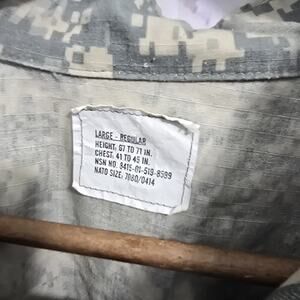 LARGE - REGULAR
HEIGHT: 67 TO 71 IN.
CHEST: 41 TO 45 IN.
NSN NO. 8415-01-519-8599
NATO SIZE: 7080/0414